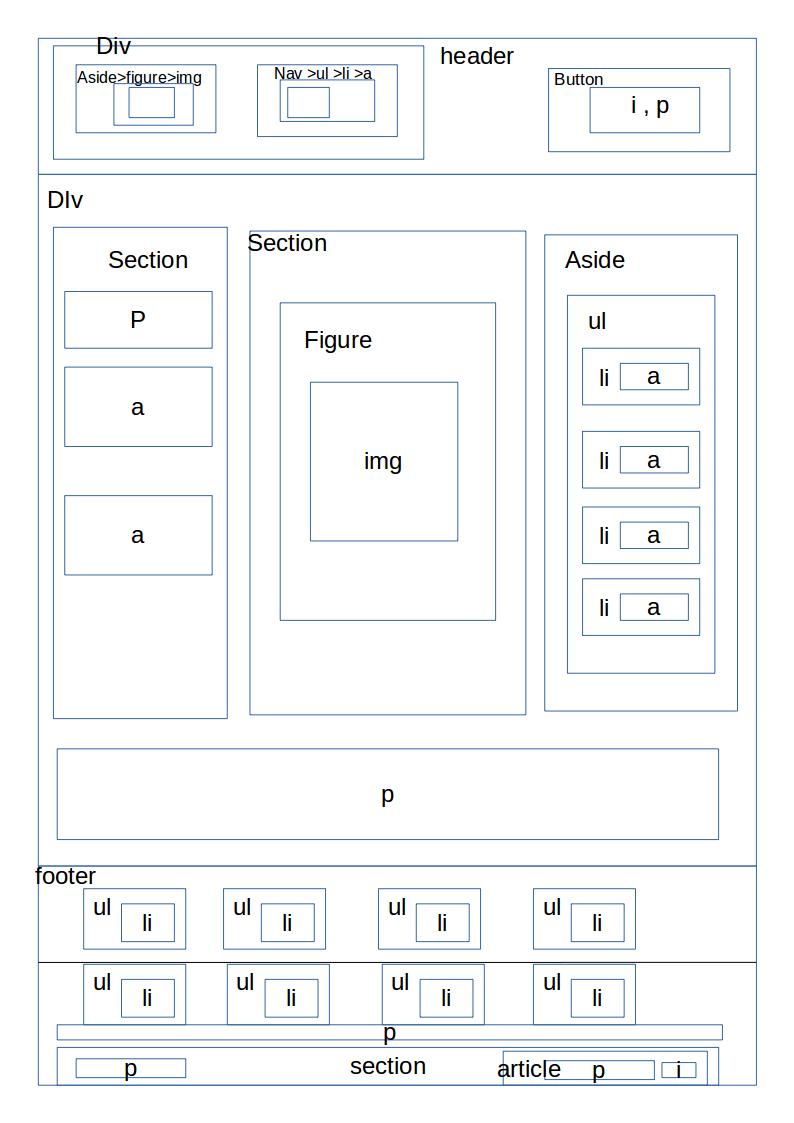 Div
header
Aside>figure>img
Nav >ul >li >a
Button
i , p
DIv
Section
Section
Aside
P
a
a
Figure
img
ul
li a
li a
li a
li a
p
footer
ul li
ul li
ul li
ul li
ul li
ul li
ul li
ul li
p
p
section
article p i